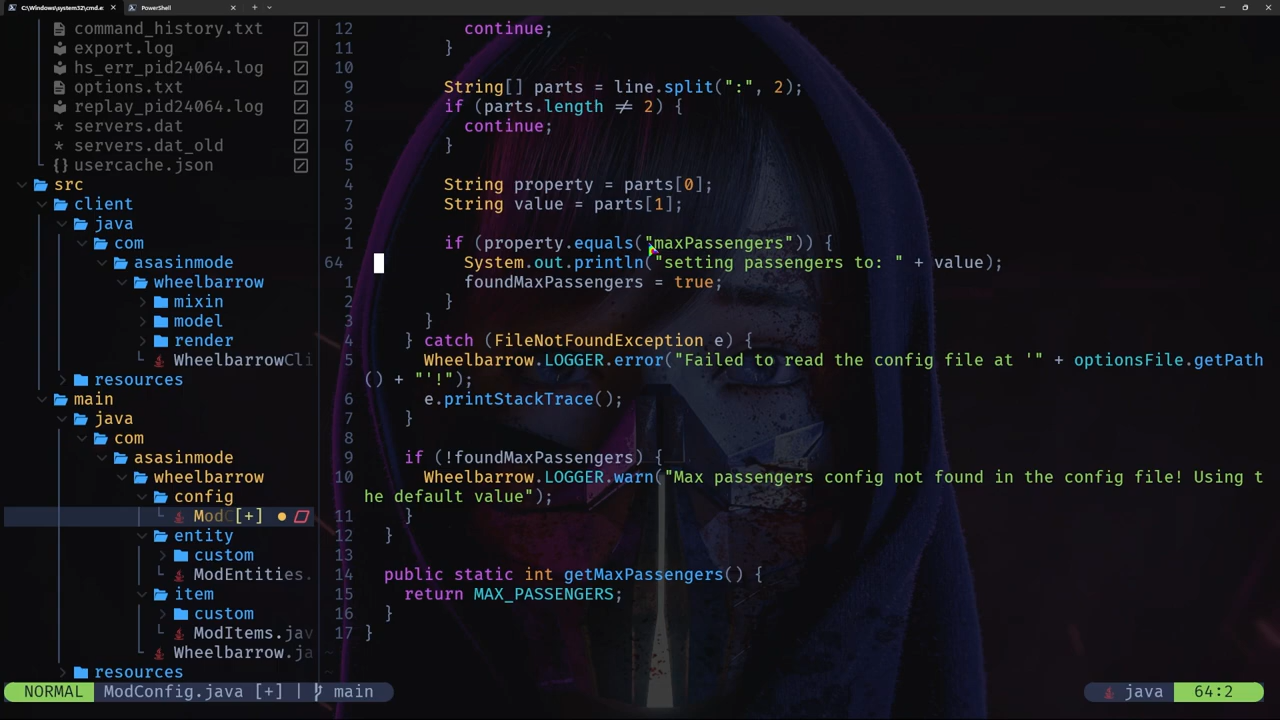 C:\Windows\system32\cmd.e:
PowerShell
command_history.txt
export.log
hs_err_pid24064.log
options.txt
replay_pid24064.log
servers.dat
servers.dat_old
{} usercache.json
src
client
java
com
asasinmode
wheelbarrow
mixin
model
render
WheelbarrowCli
resources
main
java
com
asasinmode
wheelbarrow
config
ModC[+]
entity
custom
ModEntities.
item
custom
ModItems.jav
Wheelbarrow.ja
resources
12 continue;
11 }
10
9 String[] parts = line.split(":", 2);
8 if (parts.length ≠ 2) {
7 continue;
6 }
5
4 String property = parts[0];
3 String value = parts[1];
2
1 if (property.equals("maxPassengers")) {
64 System.out.println("setting passengers to: " + value);
1 foundMaxPassengers = true;
2 }
3 }
4 } catch (FileNotFoundException e) {
5 Wheelbarrow.LOGGER.error("Failed to read the config file at '" + optionsFile.getPath
() + "'!");
6 e.printStackTrace();
7 }
8
9 if (!foundMaxPassengers) {
10 Wheelbarrow.LOGGER.warn("Max passengers config not found in the config file! Using t
he default value");
11 }
12 }
13
14 public static int getMaxPassengers() {
15 return MAX_PASSENGERS;
16 }
17 }
~
NORMAL ModConfig.java [+] | main
java 64:2